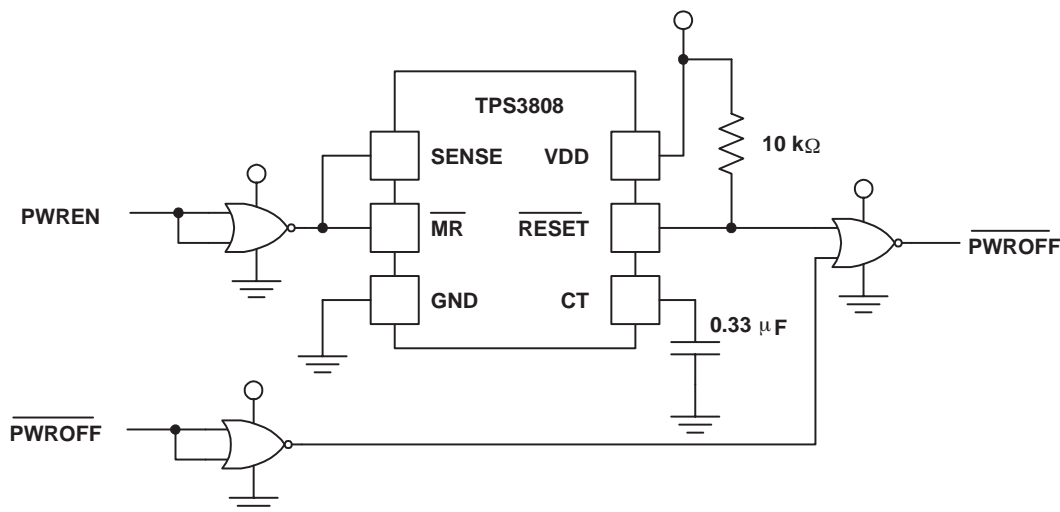 TPS3808
SENSE
VDD
10 kΩ
PWREN
MR
RESET
PWROFF
GND
CT
0.33 μF
PWROFF